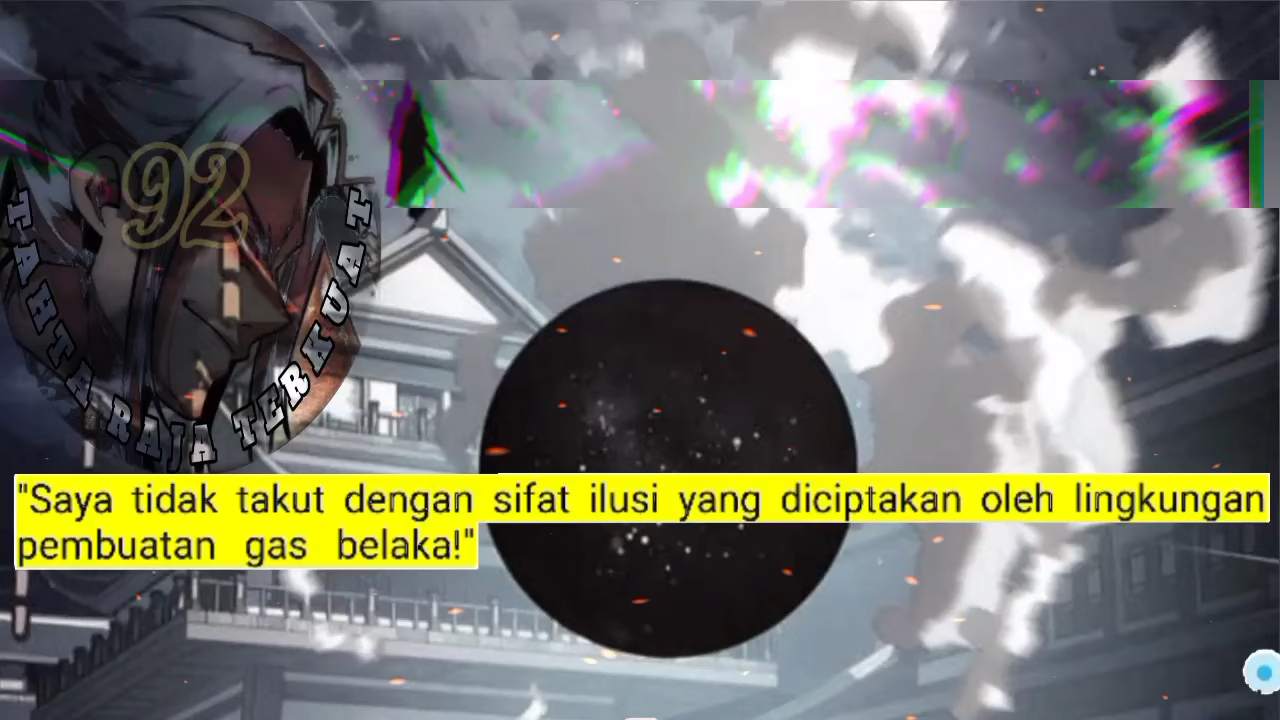 92
TAHTA RAJA TERKUAT
"Saya tidak takut dengan sifat ilusi yang diciptakan oleh lingkungan
pembuatan gas belaka!"